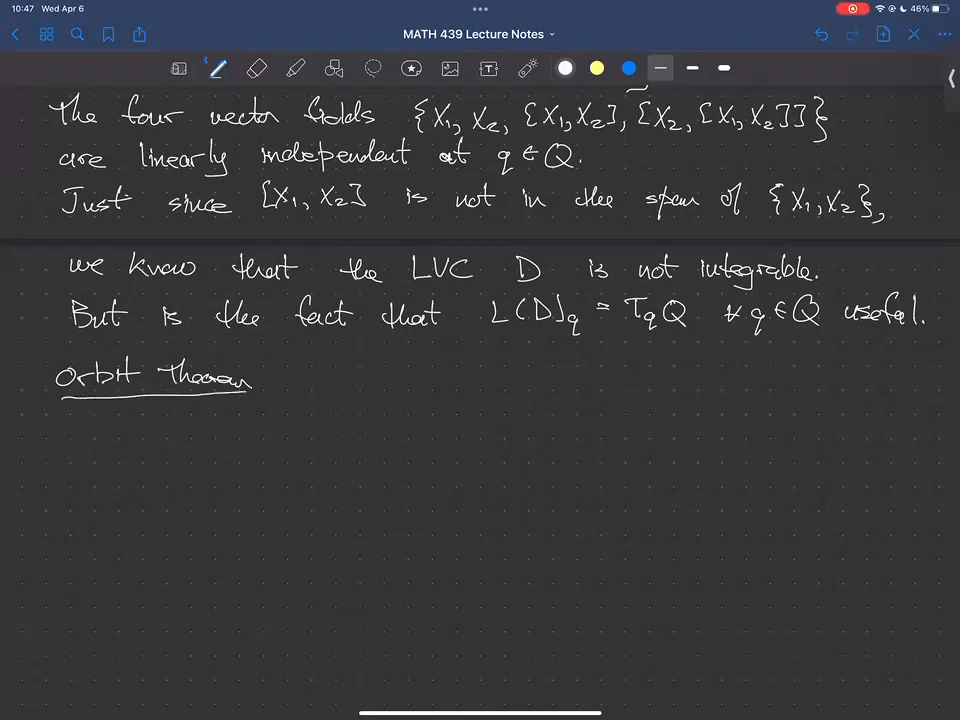 10:47 Wed Apr 6
46%
MATH 439 Lecture Notes
The four vector fields {X₁, X₂, [X₁, X₂], [X₂, [X₁, X₂]]}
are linearly independent at q ∈ Q.
Just since [X₁, X₂] is not in the span of {X₁, X₂},
we know that the LVC D is not integrable.
But is the fact that L(D)_q = T_q Q ∀ q ∈ Q useful.
Orbit Theorem